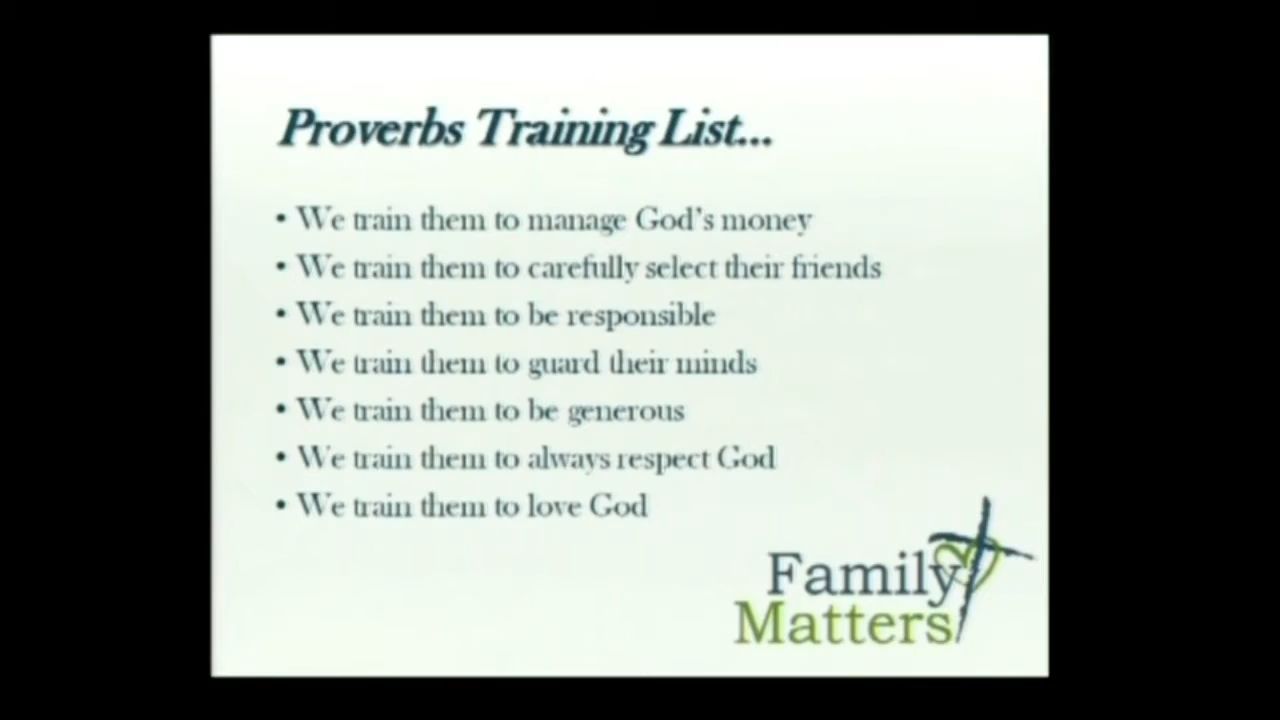 Proverbs Training List...
• We train them to manage God's money
• We train them to carefully select their friends
• We train them to be responsible
• We train them to guard their minds
• We train them to be generous
• We train them to always respect God
• We train them to love God
Family
Matters